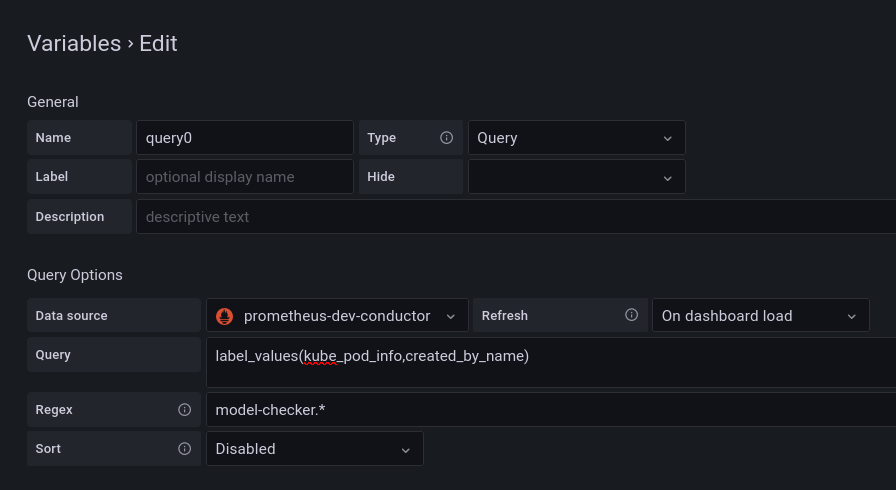 Variables › Edit
General
Name query0 Type Query
Label optional display name Hide
Description descriptive text
Query Options
Data source prometheus-dev-conductor Refresh On dashboard load
Query label_values(kube_pod_info,created_by_name)
Regex model-checker.*
Sort Disabled